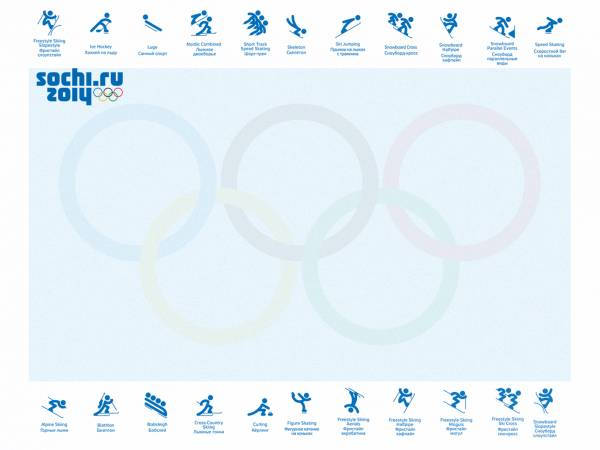 Freestyle Skiing
Slopestyle
Фристайл
слоупстайл
Ice Hockey
Хоккей на льду
Luge
Санный спорт
Nordic Combined
Лыжное
двоеборье
Short Track
Speed Skating
Шорт-трек
Skeleton
Скелетон
Ski Jumping
Прыжки на лыжах
с трамплина
Snowboard Cross
Сноуборд-кросс
Snowboard
Halfpipe
Сноуборд
хафпайп
Snowboard
Parallel Events
Сноуборд
параллельные
виды
Speed Skating
Скоростной бег
на коньках
sochi.ru
2014
Alpine Skiing
Горные лыжи
Biathlon
Биатлон
Bobsleigh
Бобслей
Cross-Country
Skiing
Лыжные гонки
Curling
Кёрлинг
Figure Skating
Фигурное катание
на коньках
Freestyle Skiing
Aerials
Фристайл
акробатика
Freestyle Skiing
Halfpipe
Фристайл
хафпайп
Freestyle Skiing
Moguls
Фристайл
могул
Freestyle Skiing
Ski Cross
Фристайл
ски-кросс
Snowboard
Slopestyle
Сноуборд
слоупстайл